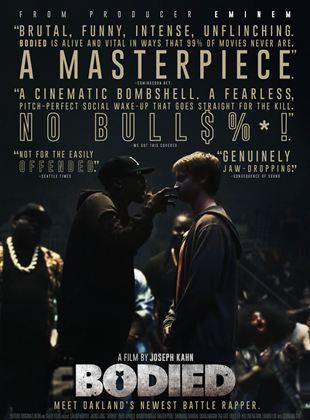 FROM PRODUCER EMINEM
"BRUTAL, FUNNY, INTENSE, UNFLINCHING.
BODIED IS ALIVE AND VITAL IN WAYS THAT 99% OF MOVIES NEVER ARE.
A MASTERPIECE".
-COMINGSOON.NET
"A CINEMATIC BOMBSHELL. A FEARLESS,
PITCH-PERFECT SOCIAL WAKE-UP THAT GOES STRAIGHT FOR THE KILL.
NO BULL$%*!"
-WE GOT THIS COVERED
"NOT FOR THE EASILY
OFFENDED."
-SEATTLE TIMES
"GENUINELY
JAW-DROPPING."
-CONSEQUENCE OF SOUND
A FILM BY JOSEPH KAHN
BODIED
MEET OAKLAND'S NEWEST BATTLE RAPPER.